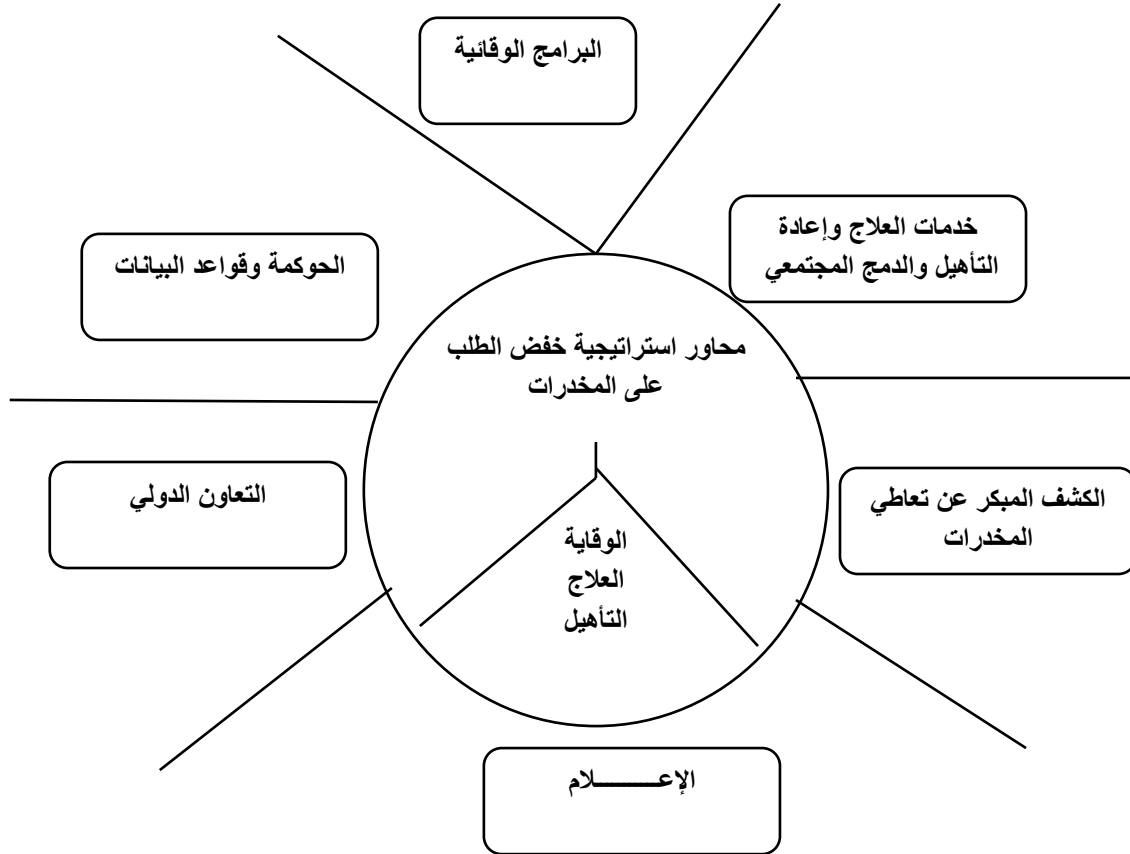 البرامج الوقائية
خدمات العلاج وإعادة
التأهيل والدمج المجتمعي
الحوكمة وقواعد البيانات
محاور استراتيجية خفض الطلب
على المخدرات
الكشف المبكر عن تعاطي
المخدرات
التعاون الدولي
الوقاية
العلاج
التأهيل
الإعـــــــــلام